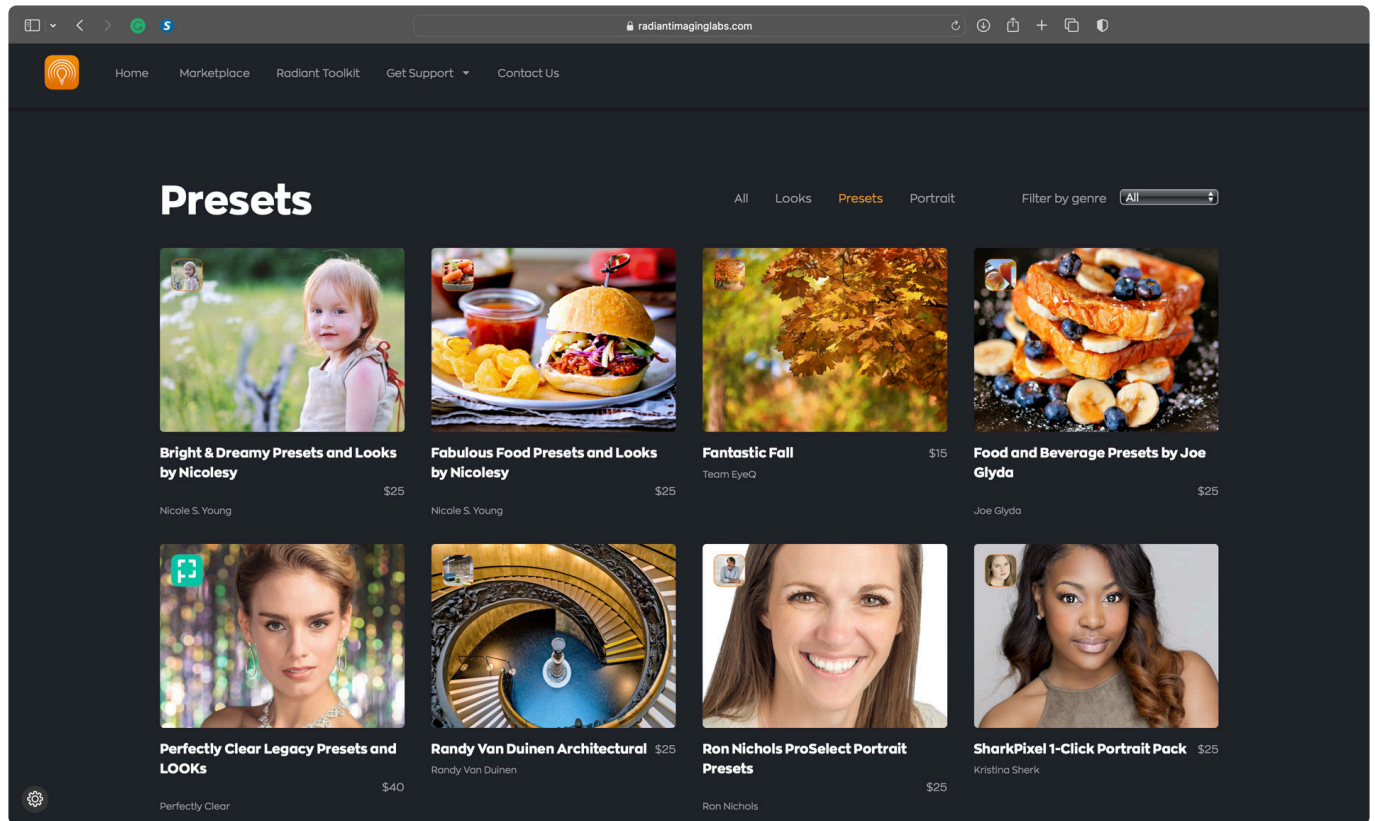 radiantimaginglabs.com
Home Marketplace Radiant Toolkit Get Support Contact Us
Presets
All Looks Presets Portrait Filter by genre All
Bright & Dreamy Presets and Looks
by Nicolesy
$25
Nicole S. Young
Fabulous Food Presets and Looks
by Nicolesy
$25
Nicole S. Young
Fantastic Fall $15
Team EyeQ
Food and Beverage Presets by Joe
Glyda
$25
Joe Glyda
Perfectly Clear Legacy Presets and
LOOKs
$40
Perfectly Clear
Randy Van Duinen Architectural $25
Randy Van Duinen
Ron Nichols ProSelect Portrait
Presets
$25
Ron Nichols
SharkPixel 1-Click Portrait Pack $25
Kristina Sherk